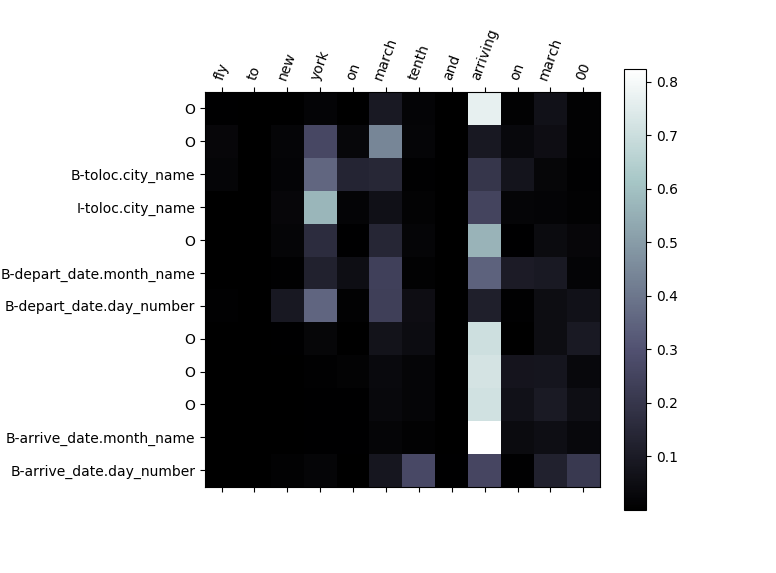 fly to new york on march tenth and arriving on march 00
O
O
B-toloc.city_name
I-toloc.city_name
O
B-depart_date.month_name
B-depart_date.day_number
O
O
O
B-arrive_date.month_name
B-arrive_date.day_number
0.8
0.7
0.6
0.5
0.4
0.3
0.2
0.1